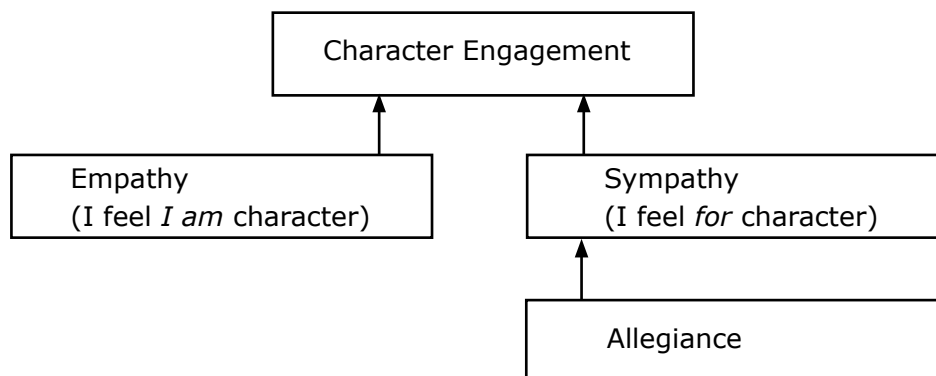 Character Engagement
Empathy
(I feel I am character)
Sympathy
(I feel for character)
Allegiance